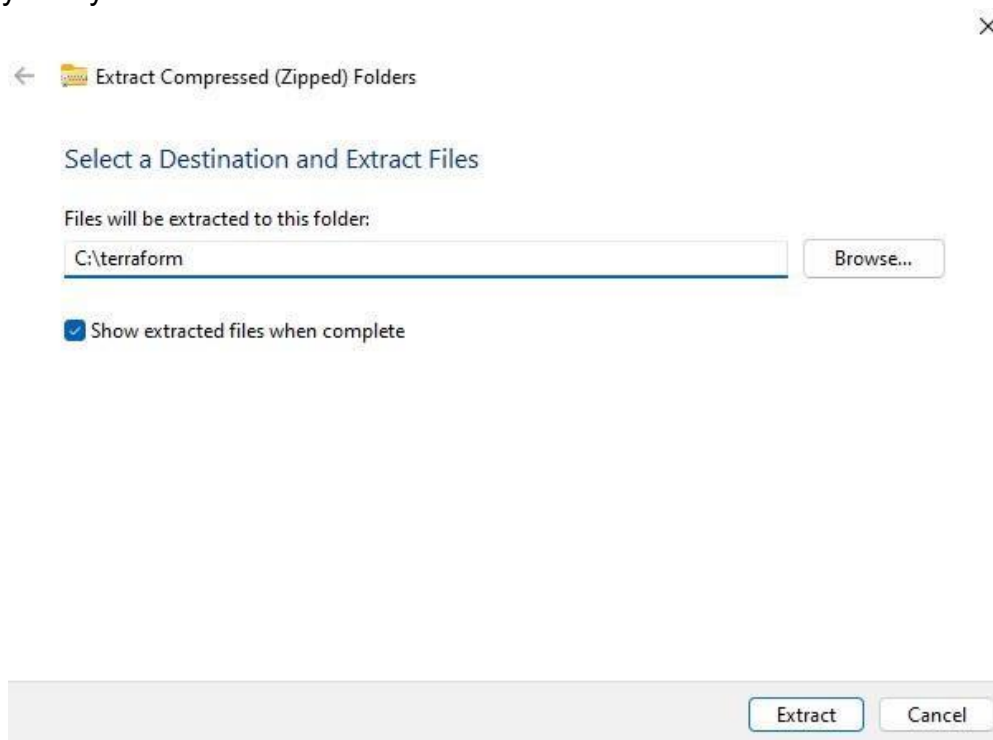 Extract Compressed (Zipped) Folders
Select a Destination and Extract Files
Files will be extracted to this folder:
C:\terraform
Browse...
Show extracted files when complete
Extract
Cancel